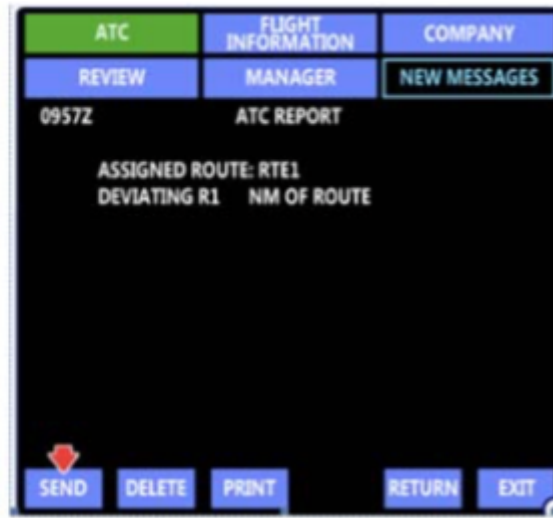 ATC FLIGHT INFORMATION COMPANY
REVIEW MANAGER NEW MESSAGES
0957Z ATC REPORT
ASSIGNED ROUTE: RTE1
DEVIATING R1 NM OF ROUTE
SEND DELETE PRINT RETURN EXIT